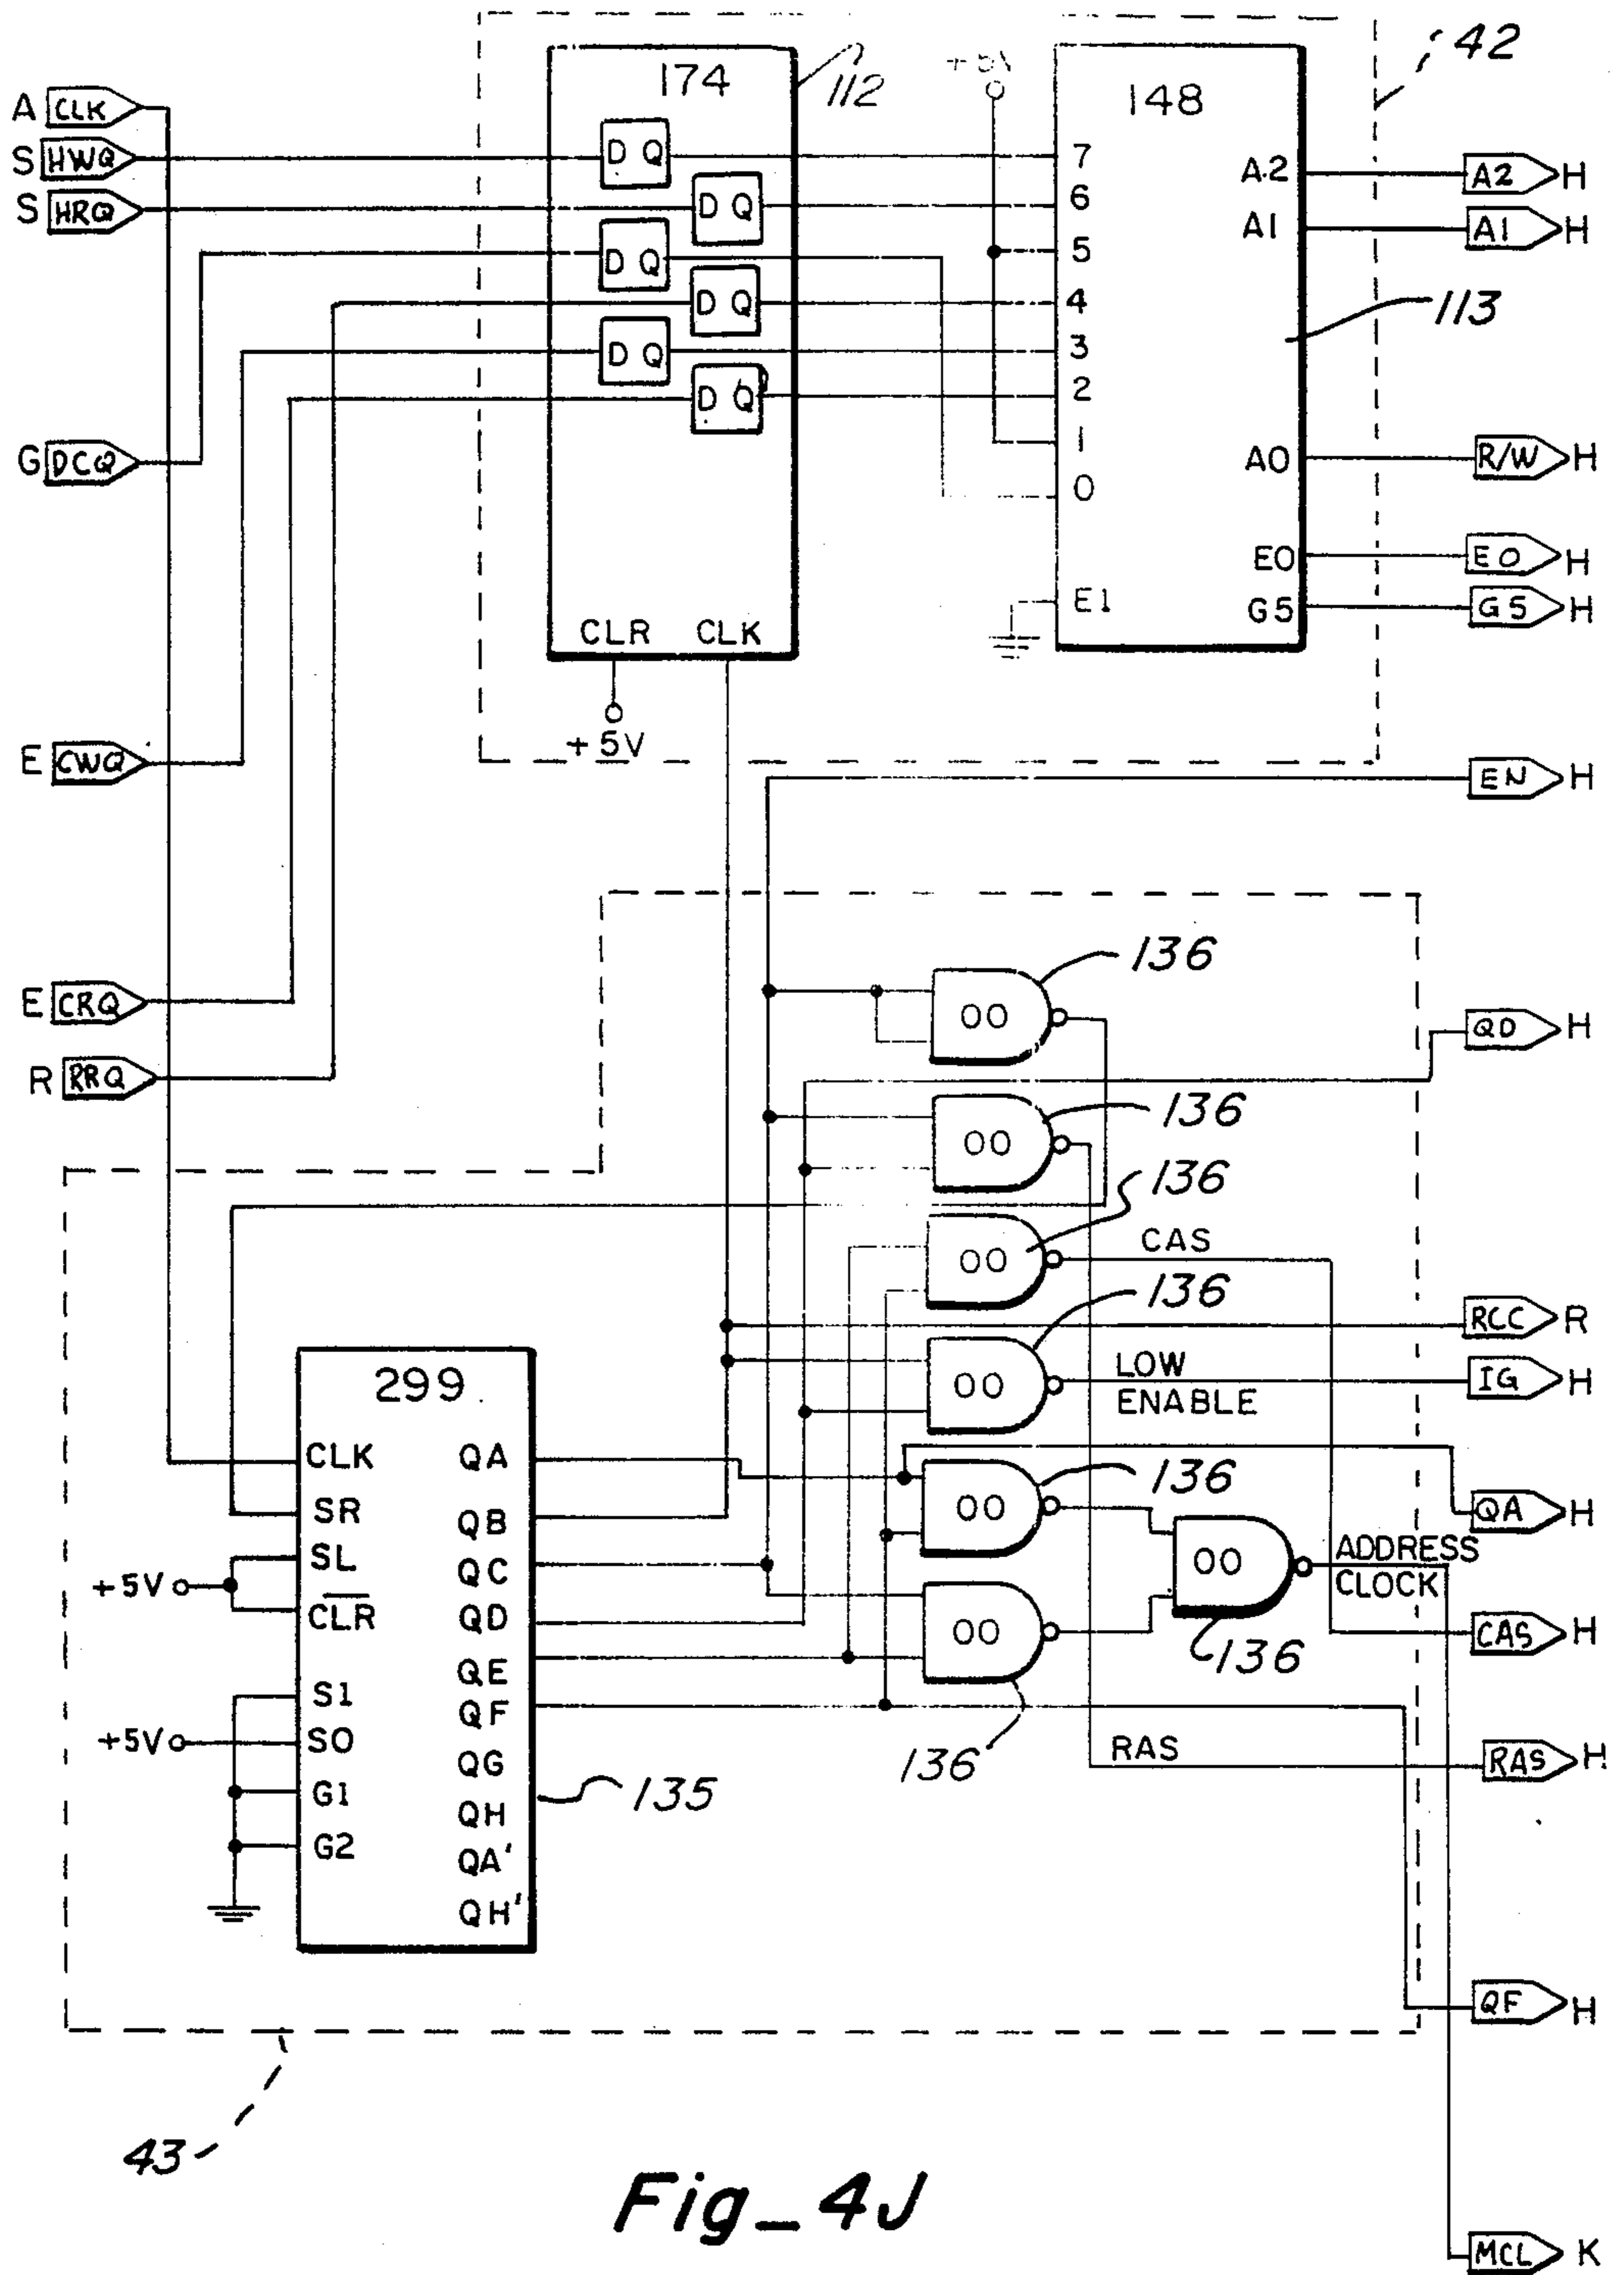 42
174
112
+5V
148
A CLK
S HWQ
S HRQ
D Q
D Q
D Q
D Q
D Q
D Q
7
6
5
4
3
2
1
0
E1
A2
A1
A0
E0
G5
A2 H
A1 H
113
R/W H
E0 H
G5 H
G DCQ
CLR CLK
+5V
E CWQ
EN H
E CRQ
R RRQ
00 136
QD H
00 136
00 136
CAS
RCC R
00 136
LOW
ENABLE
IG H
299
CLK
SR
SL
CLR
S1
S0
G1
G2
QA
QB
QC
QD
QE
QF
QG
QH
QA'
QH'
+5V
+5V
135
00 136
QA H
00 136
ADDRESS
CLOCK
00 136
CAS H
RAS
RAS H
QF H
43
Fig_4J
MCL K